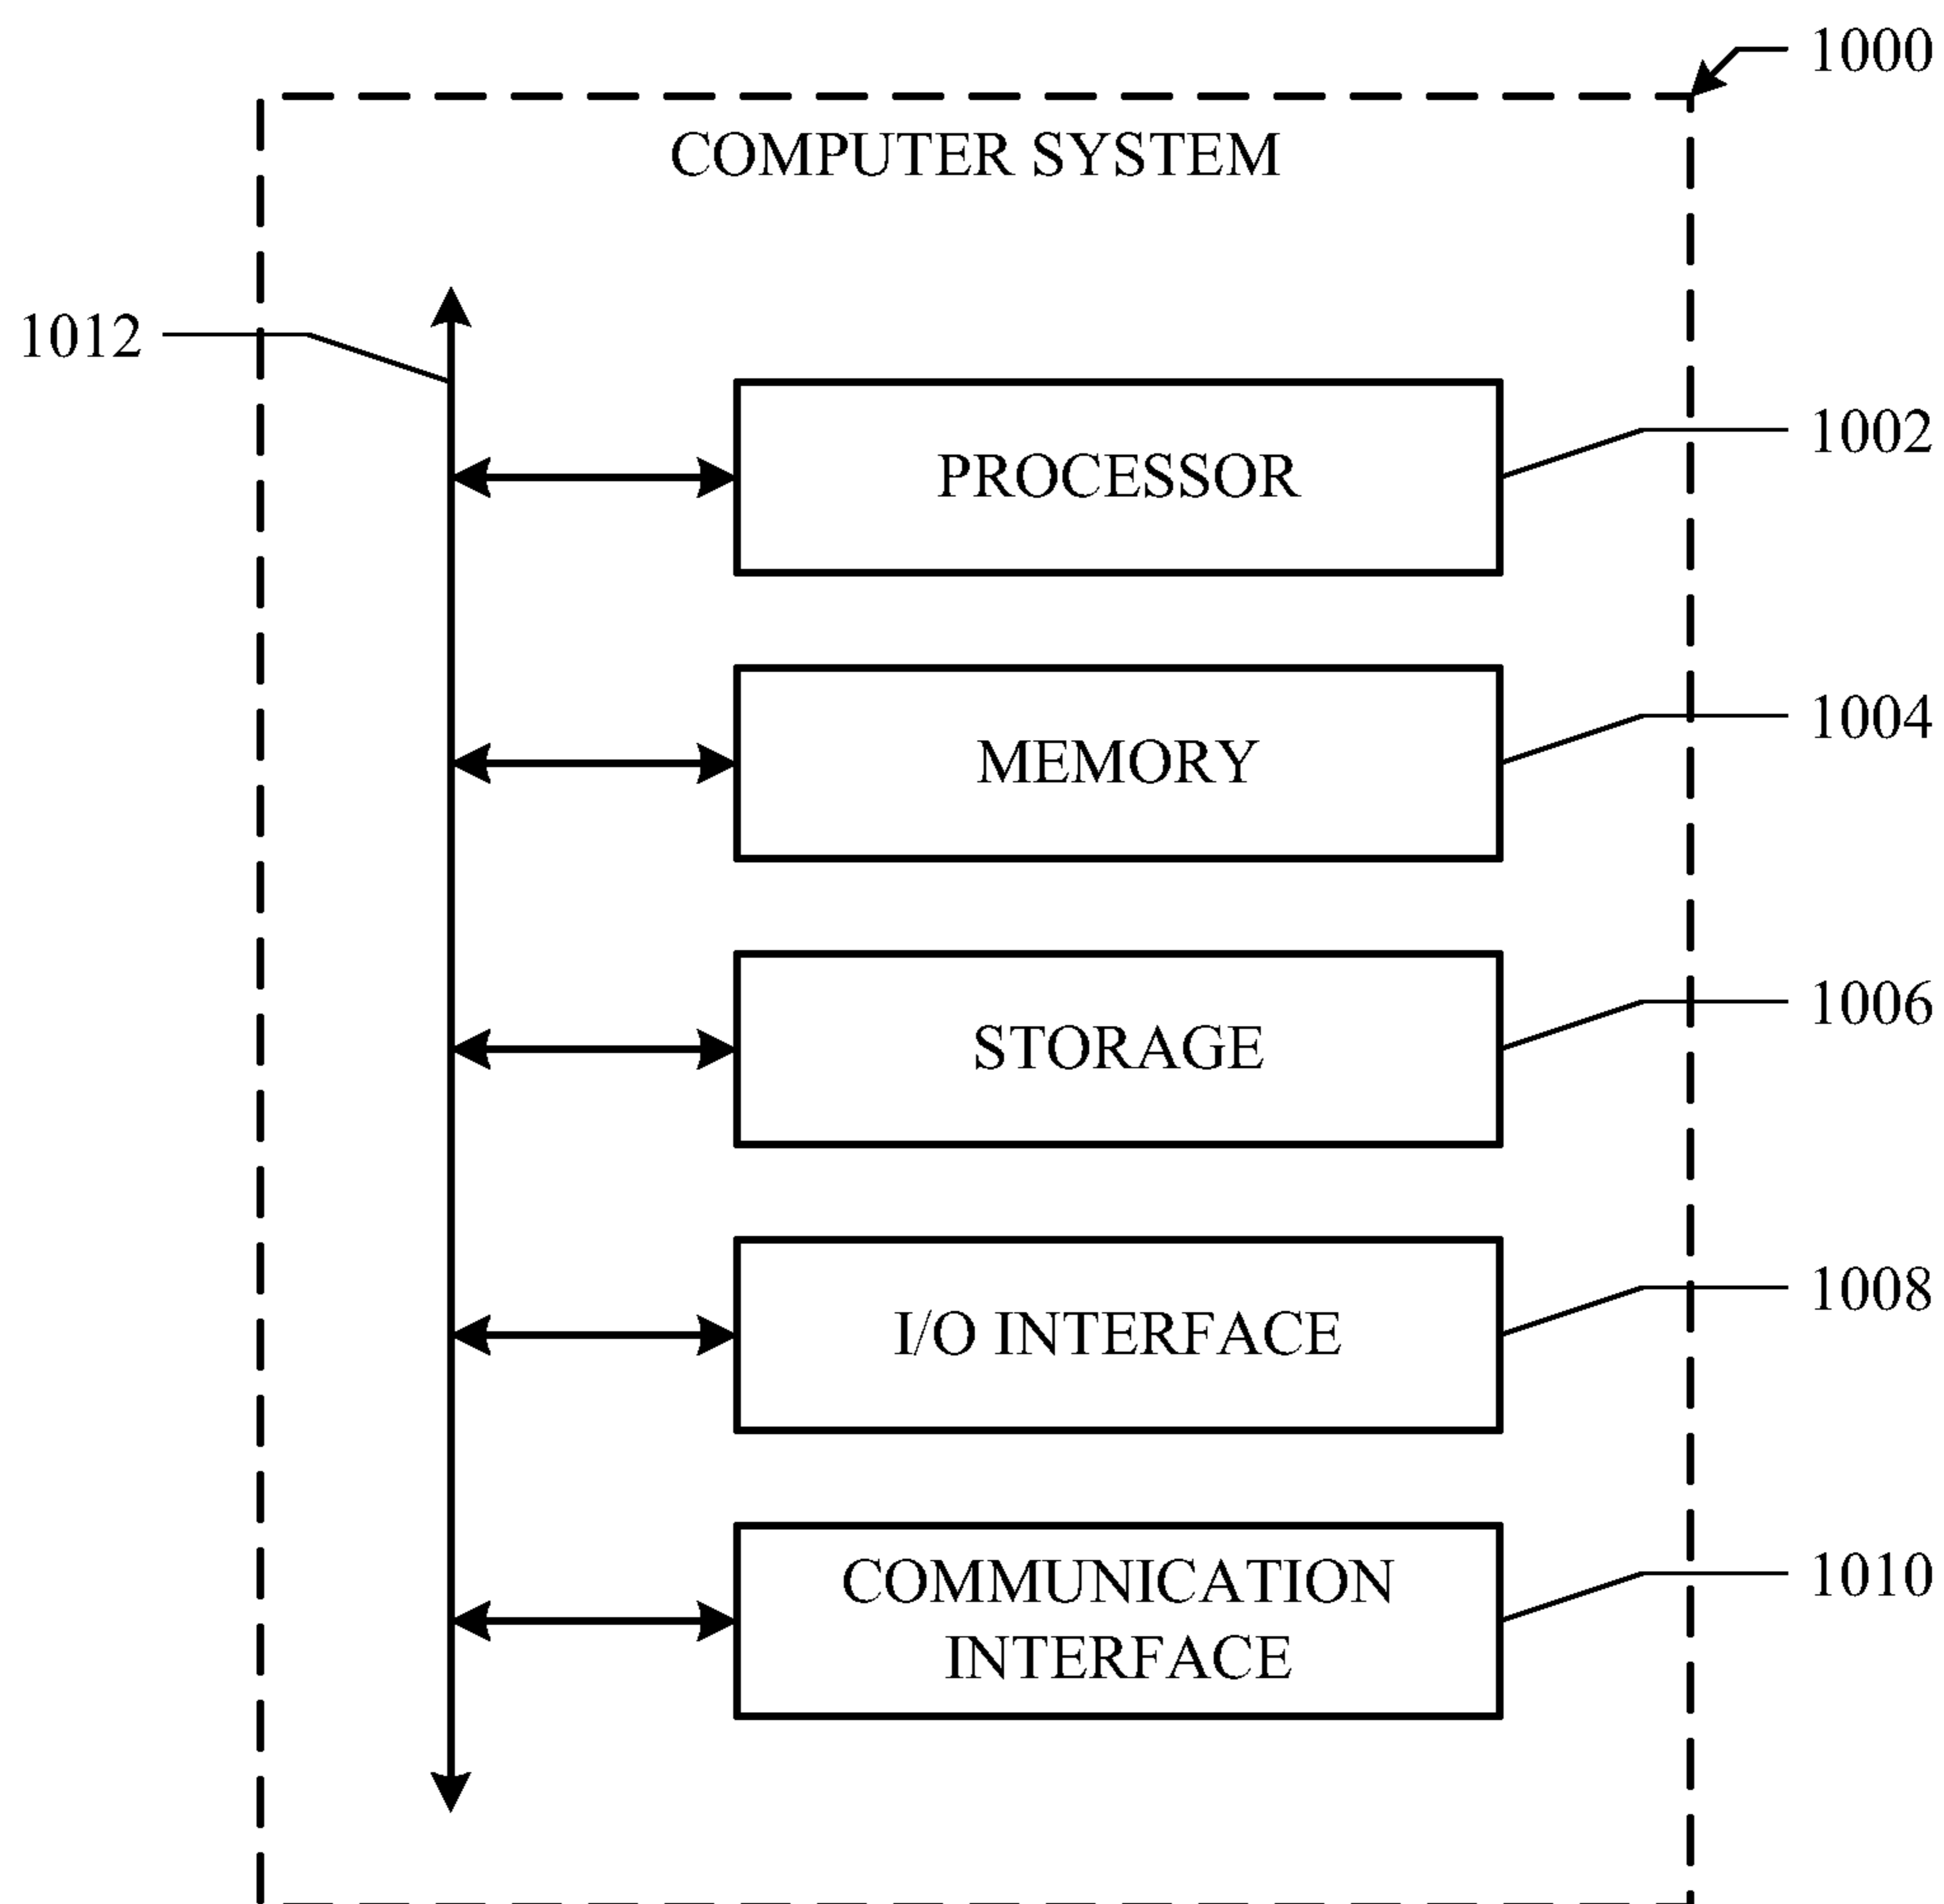 1000
COMPUTER SYSTEM
1012
1002
PROCESSOR
1004
MEMORY
1006
STORAGE
1008
I/O INTERFACE
1010
COMMUNICATION
INTERFACE